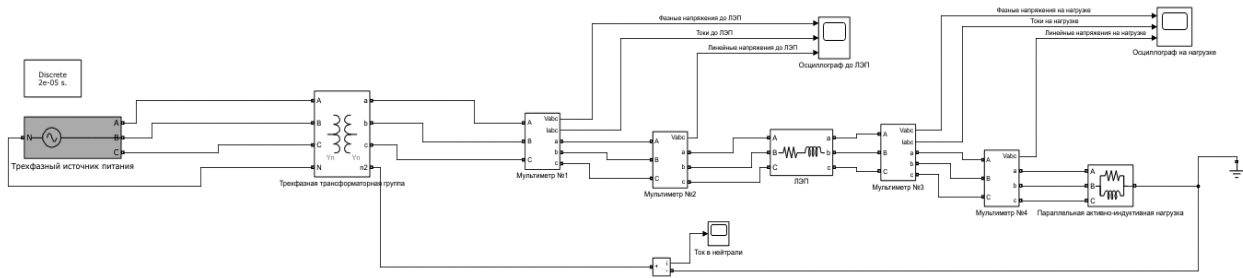 Фазные напряжения до ЛЭП
Токи до ЛЭП
Линейные напряжения до ЛЭП
Осциллограф до ЛЭП
Фазные напряжения на нагрузке
Токи на нагрузке
Линейные напряжения на нагрузке
Осциллограф на нагрузке
Discrete
2e-05 s.
N
A
B
C
Трехфазный источник питания
A
B
C
N
a
b
c
n2
Yn
Yn
Трехфазная трансформаторная группа
A
B
C
Vabc
Iabc
a
b
c
Мультиметр №1
A
B
C
Vabc
a
b
c
Мультиметр №2
A
B
C
a
b
c
ЛЭП
A
B
C
Vabc
Iabc
a
b
c
Мультиметр №3
A
B
C
Vabc
a
b
c
Мультиметр №4
A
B
C
Параллельная активно-индуктивная нагрузка
Ток в нейтрали
+
i
-